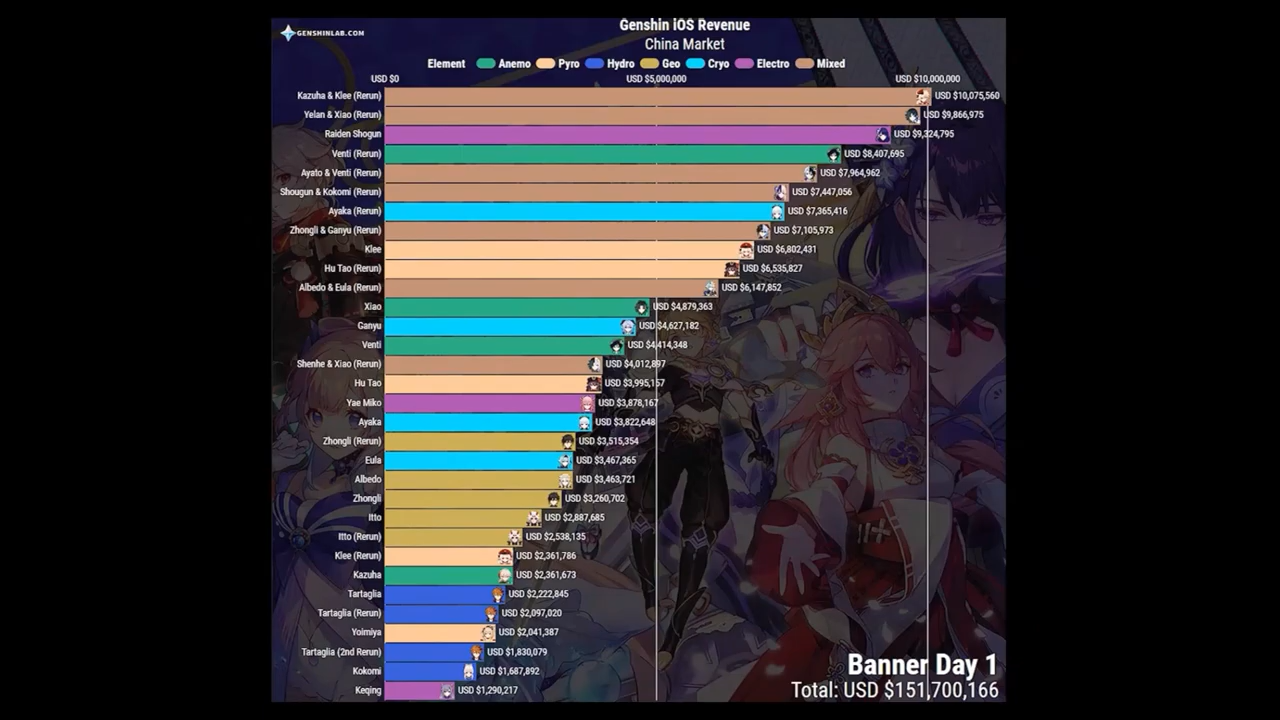 GENSHINLAB.COM
Genshin iOS Revenue
China Market
Element Anemo Pyro Hydro Geo Cryo Electro Mixed
USD $0 USD $5,000,000 USD $10,000,000
Kazuha & Klee (Rerun) USD $10,075,560
Yelan & Xiao (Rerun) USD $9,866,975
Raiden Shogun USD $9,324,795
Venti (Rerun) USD $8,407,695
Ayato & Venti (Rerun) USD $7,964,962
Shougun & Kokomi (Rerun) USD $7,447,056
Ayaka (Rerun) USD $7,365,416
Zhongli & Ganyu (Rerun) USD $7,105,973
Klee USD $6,802,431
Hu Tao (Rerun) USD $6,535,827
Albedo & Eula (Rerun) USD $6,147,852
Xiao USD $4,879,363
Ganyu USD $4,627,182
Venti USD $4,414,348
Shenhe & Xiao (Rerun) USD $4,012,897
Hu Tao USD $3,995,157
Yae Miko USD $3,878,167
Ayaka USD $3,822,648
Zhongli (Rerun) USD $3,515,354
Eula USD $3,467,365
Albedo USD $3,463,721
Zhongli USD $3,260,702
Itto USD $2,887,685
Itto (Rerun) USD $2,538,135
Klee (Rerun) USD $2,361,786
Kazuha USD $2,361,673
Tartaglia USD $2,222,845
Tartaglia (Rerun) USD $2,097,020
Yoimiya USD $2,041,387
Tartaglia (2nd Rerun) USD $1,830,079
Kokomi USD $1,687,892
Keqing USD $1,290,217
Banner Day 1
Total: USD $151,700,166